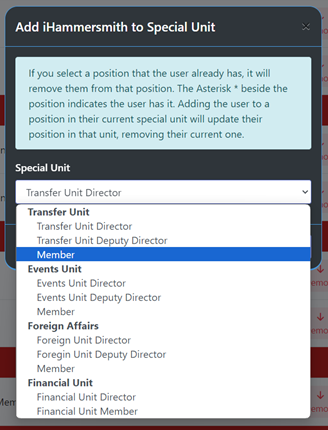 Add iHammersmith to Special Unit ×
If you select a position that the user already has, it will
remove them from that position. The Asterisk * beside the
position indicates the user has it. Adding the user to a
position in their current special unit will update their
position in that unit, removing their current one.
Special Unit
Transfer Unit Director
Transfer Unit
Transfer Unit Director
Transfer Unit Deputy Director
Member
Events Unit
Events Unit Director
Events Unit Deputy Director
Member
Foreign Affairs
Foreign Unit Director
Foregin Unit Deputy Director
Member
Financial Unit
Financial Unit Director
Financial Unit Member